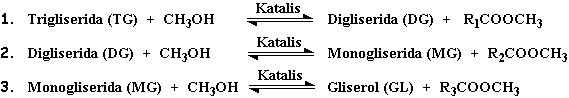 1. Trigliserida (TG) + CH₃OH Katalis ⇌ Digliserida (DG) + R₁COOCH₃
2. Digliserida (DG) + CH₃OH Katalis ⇌ Monogliserida (MG) + R₂COOCH₃
3. Monogliserida (MG) + CH₃OH Katalis ⇌ Gliserol (GL) + R₃COOCH₃